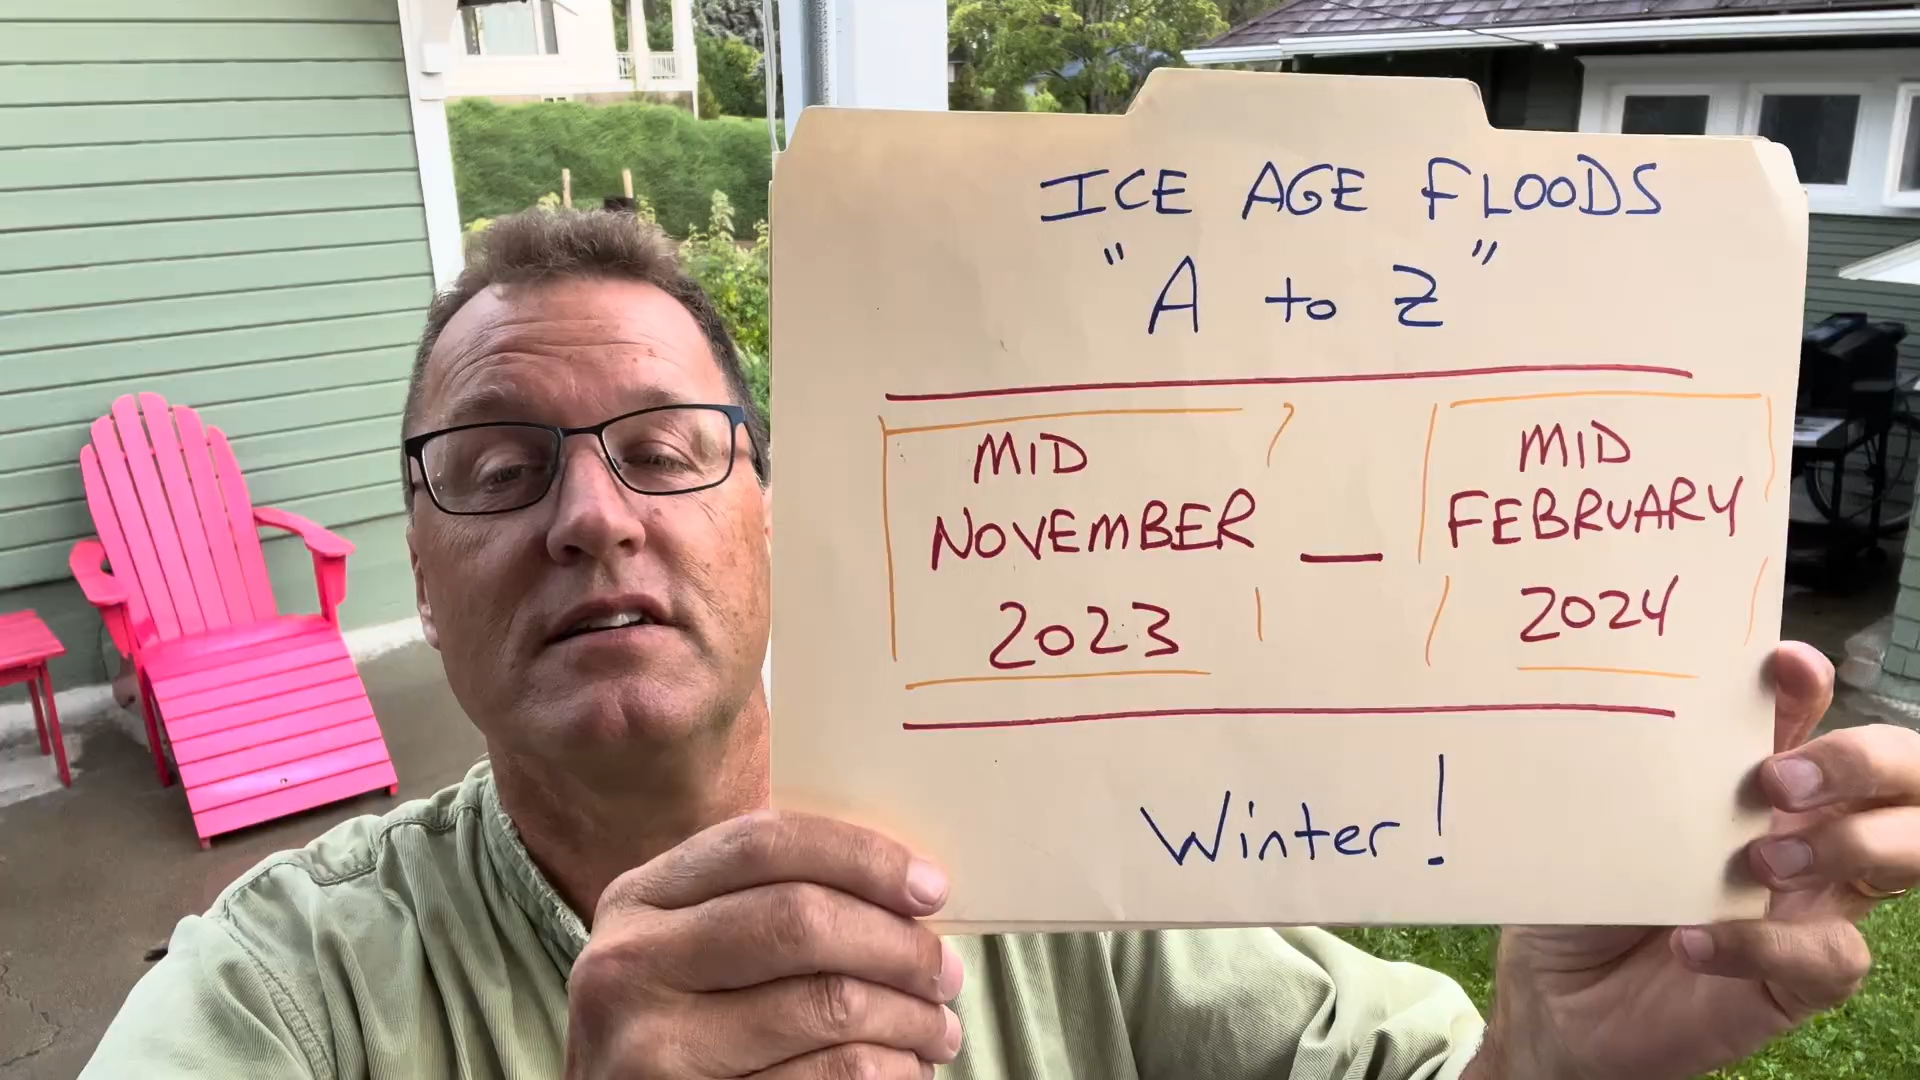 ICE AGE FLOODS
"A to Z"
MID
NOVEMBER
2023
—
MID
FEBRUARY
2024
Winter!